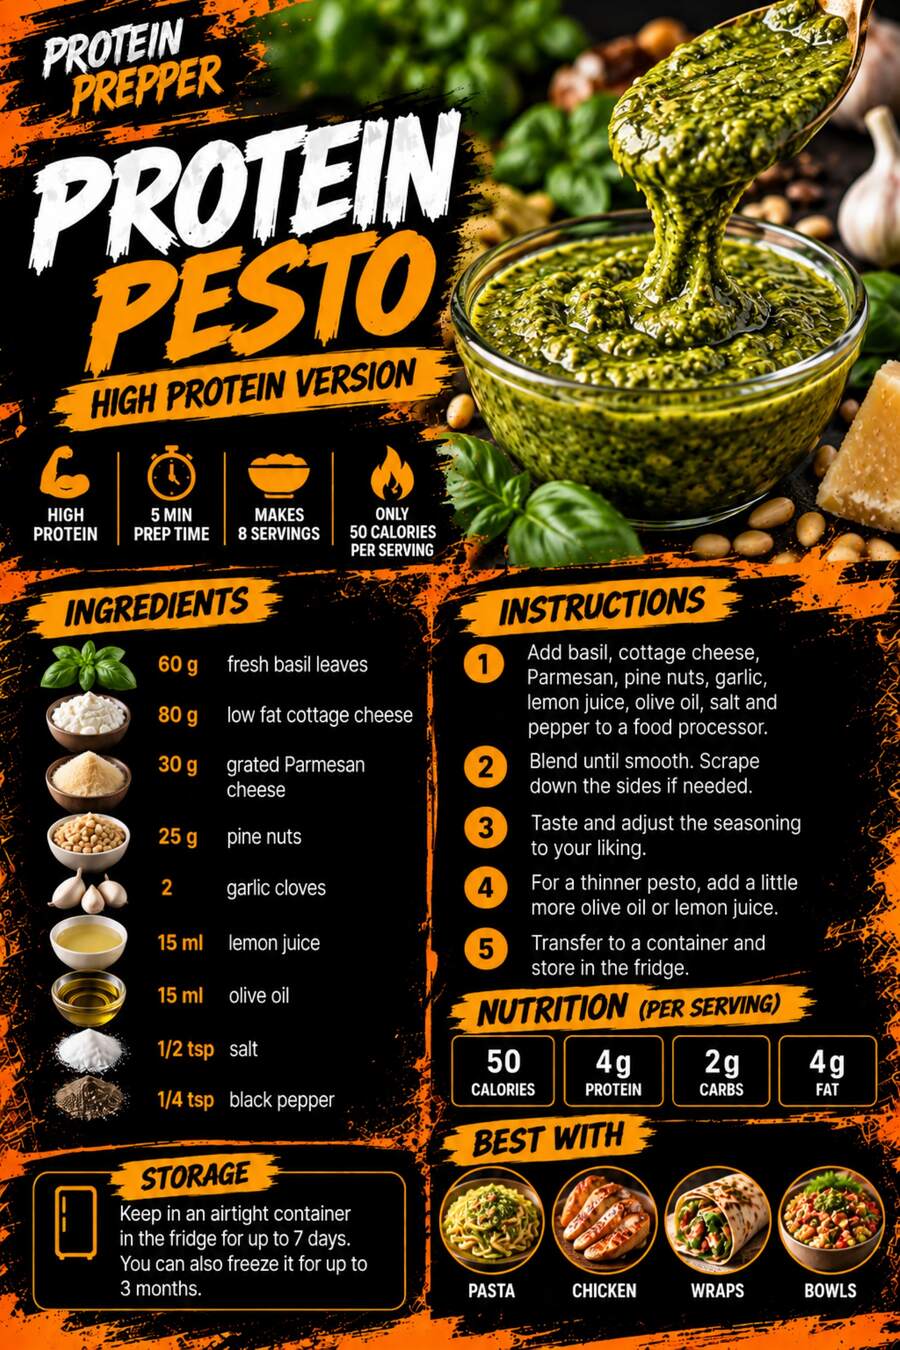 PROTEIN
PREPPER
PROTEIN
PESTO
HIGH PROTEIN VERSION
HIGH
PROTEIN
5 MIN
PREP TIME
MAKES
8 SERVINGS
ONLY
50 CALORIES
PER SERVING
INGREDIENTS
60 g fresh basil leaves
80 g low fat cottage cheese
30 g grated Parmesan
cheese
25 g pine nuts
2 garlic cloves
15 ml lemon juice
15 ml olive oil
1/2 tsp salt
1/4 tsp black pepper
STORAGE
Keep in an airtight container
in the fridge for up to 7 days.
You can also freeze it for up to
3 months.
INSTRUCTIONS
1 Add basil, cottage cheese,
Parmesan, pine nuts, garlic,
lemon juice, olive oil, salt and
pepper to a food processor.
2 Blend until smooth. Scrape
down the sides if needed.
3 Taste and adjust the seasoning
to your liking.
4 For a thinner pesto, add a little
more olive oil or lemon juice.
5 Transfer to a container and
store in the fridge.
NUTRITION (PER SERVING)
50
CALORIES
4g
PROTEIN
2g
CARBS
4g
FAT
BEST WITH
PASTA
CHICKEN
WRAPS
BOWLS